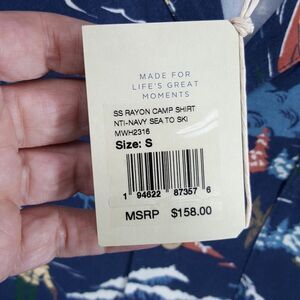 MADE FOR
LIFE'S GREAT
MOMENTS
SS RAYON CAMP SHIRT
NTI-NAVY SEA TO SKI
MWH2316
Size: S
1 94622 87357 6
MSRP $158.00